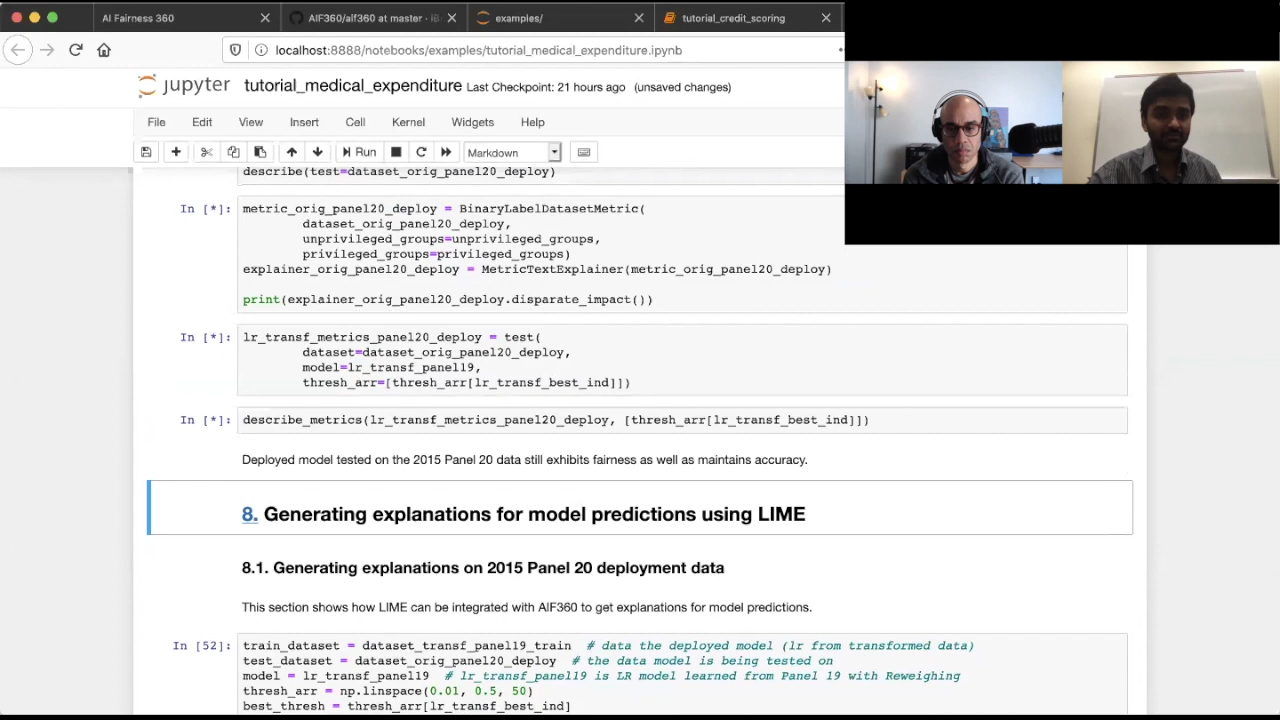 AI Fairness 360
AIF360/aif360 at master · iB
examples/
tutorial_credit_scoring
localhost:8888/notebooks/examples/tutorial_medical_expenditure.ipynb
jupyter tutorial_medical_expenditure Last Checkpoint: 21 hours ago (unsaved changes)
File Edit View Insert Cell Kernel Widgets Help
Run Markdown
describe(test=dataset_orig_panel20_deploy)
In [*]: metric_orig_panel20_deploy = BinaryLabelDatasetMetric(
dataset_orig_panel20_deploy,
unprivileged_groups=unprivileged_groups,
privileged_groups=privileged_groups)
explainer_orig_panel20_deploy = MetricTextExplainer(metric_orig_panel20_deploy)
print(explainer_orig_panel20_deploy.disparate_impact())
In [*]: lr_transf_metrics_panel20_deploy = test(
dataset=dataset_orig_panel20_deploy,
model=lr_transf_panel19,
thresh_arr=[thresh_arr[lr_transf_best_ind]])
In [*]: describe_metrics(lr_transf_metrics_panel20_deploy, [thresh_arr[lr_transf_best_ind]])
Deployed model tested on the 2015 Panel 20 data still exhibits fairness as well as maintains accuracy.
8. Generating explanations for model predictions using LIME
8.1. Generating explanations on 2015 Panel 20 deployment data
This section shows how LIME can be integrated with AIF360 to get explanations for model predictions.
In [52]: train_dataset = dataset_transf_panel19_train # data the deployed model (lr from transformed data)
test_dataset = dataset_orig_panel20_deploy # the data model is being tested on
model = lr_transf_panel19 # lr_transf_panel19 is LR model learned from Panel 19 with Reweighing
thresh_arr = np.linspace(0.01, 0.5, 50)
best_thresh = thresh_arr[lr_transf_best_ind]